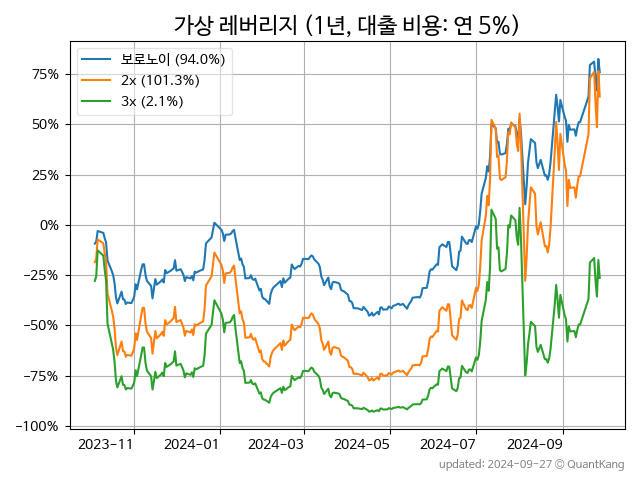 가상 레버리지 (1년, 대출 비용: 연 5%)
보로노이 (94.0%)
2x (101.3%)
3x (2.1%)
75%
50%
25%
0%
−25%
−50%
−75%
−100%
2023-11
2024-01
2024-03
2024-05
2024-07
2024-09
updated: 2024-09-27 © QuantKang